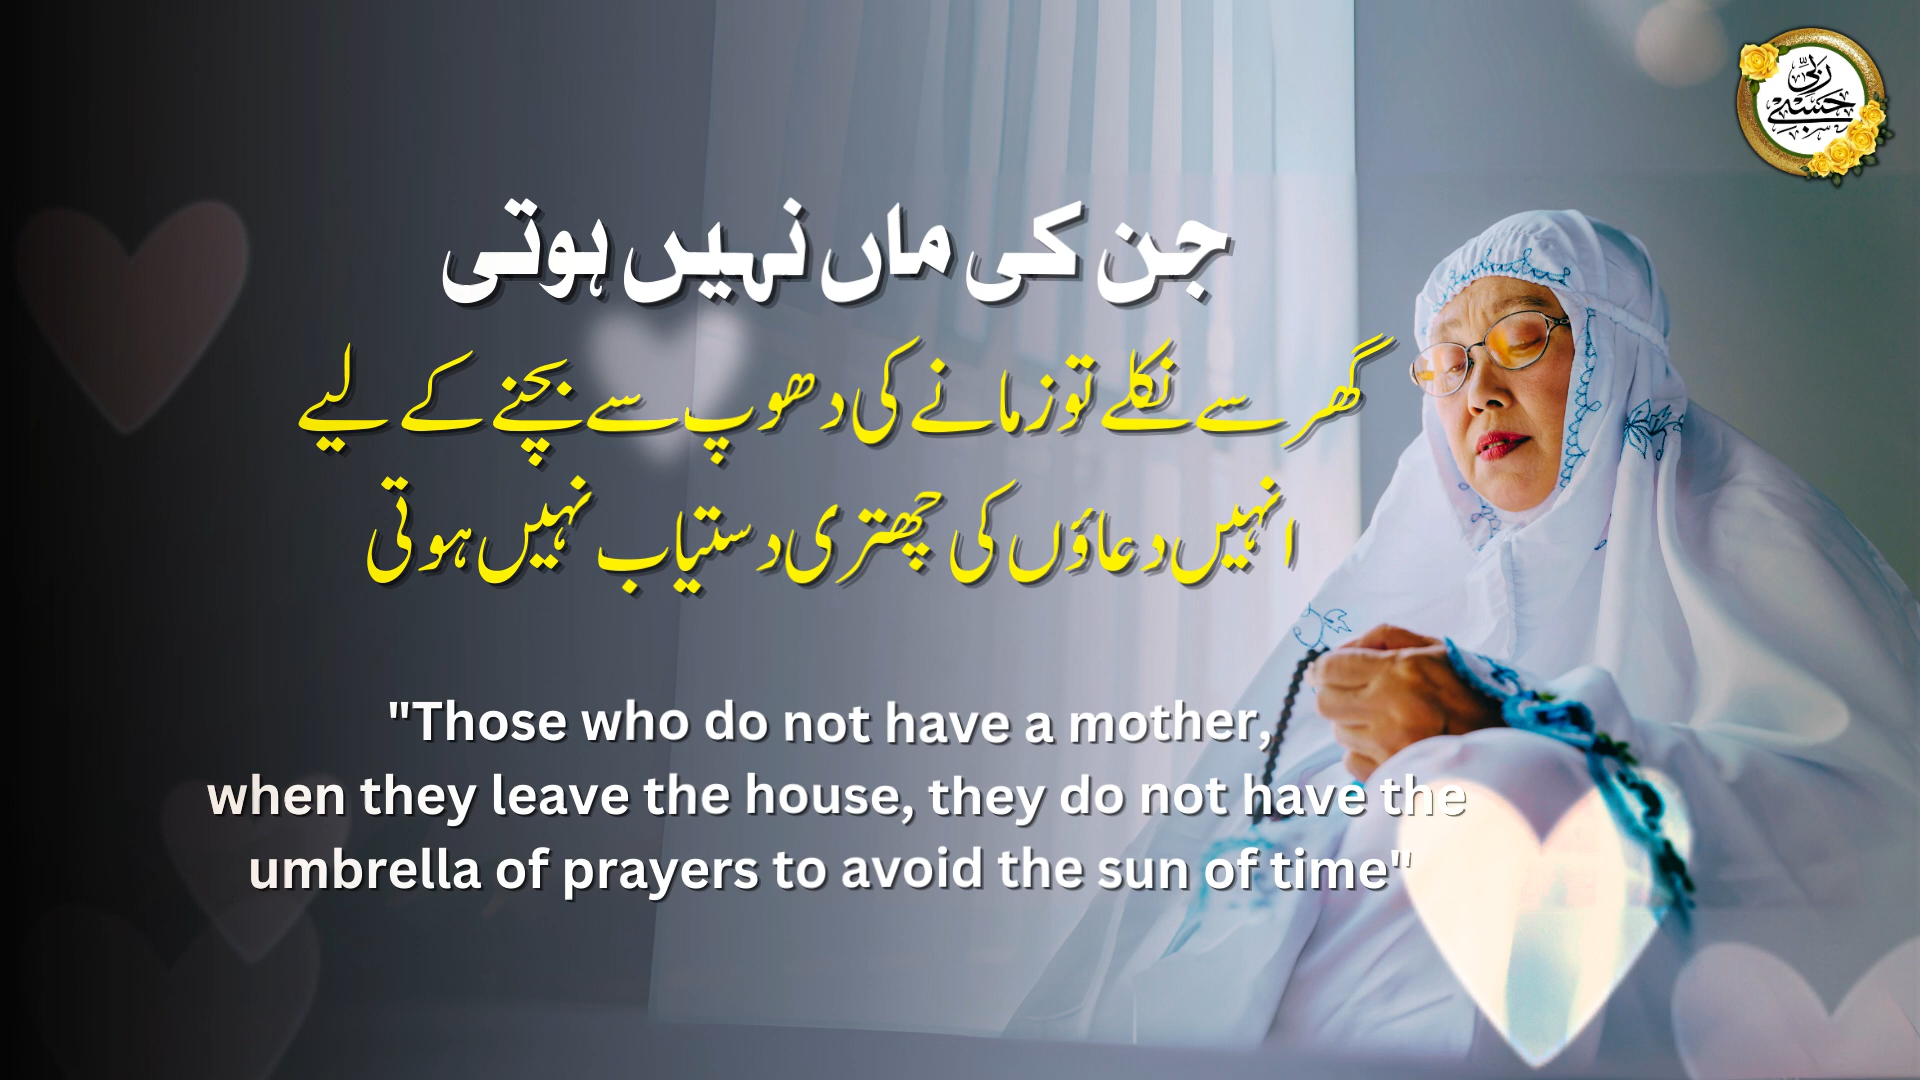 ربی
حسبی
جن کی ماں نہیں ہوتی
گھر سے نکلے تو زمانے کی دھوپ سے بچنے کے لیے
انہیں دعاؤں کی چھتری دستیاب نہیں ہوتی
"Those who do not have a mother,
when they leave the house, they do not have the
umbrella of prayers to avoid the sun of time"